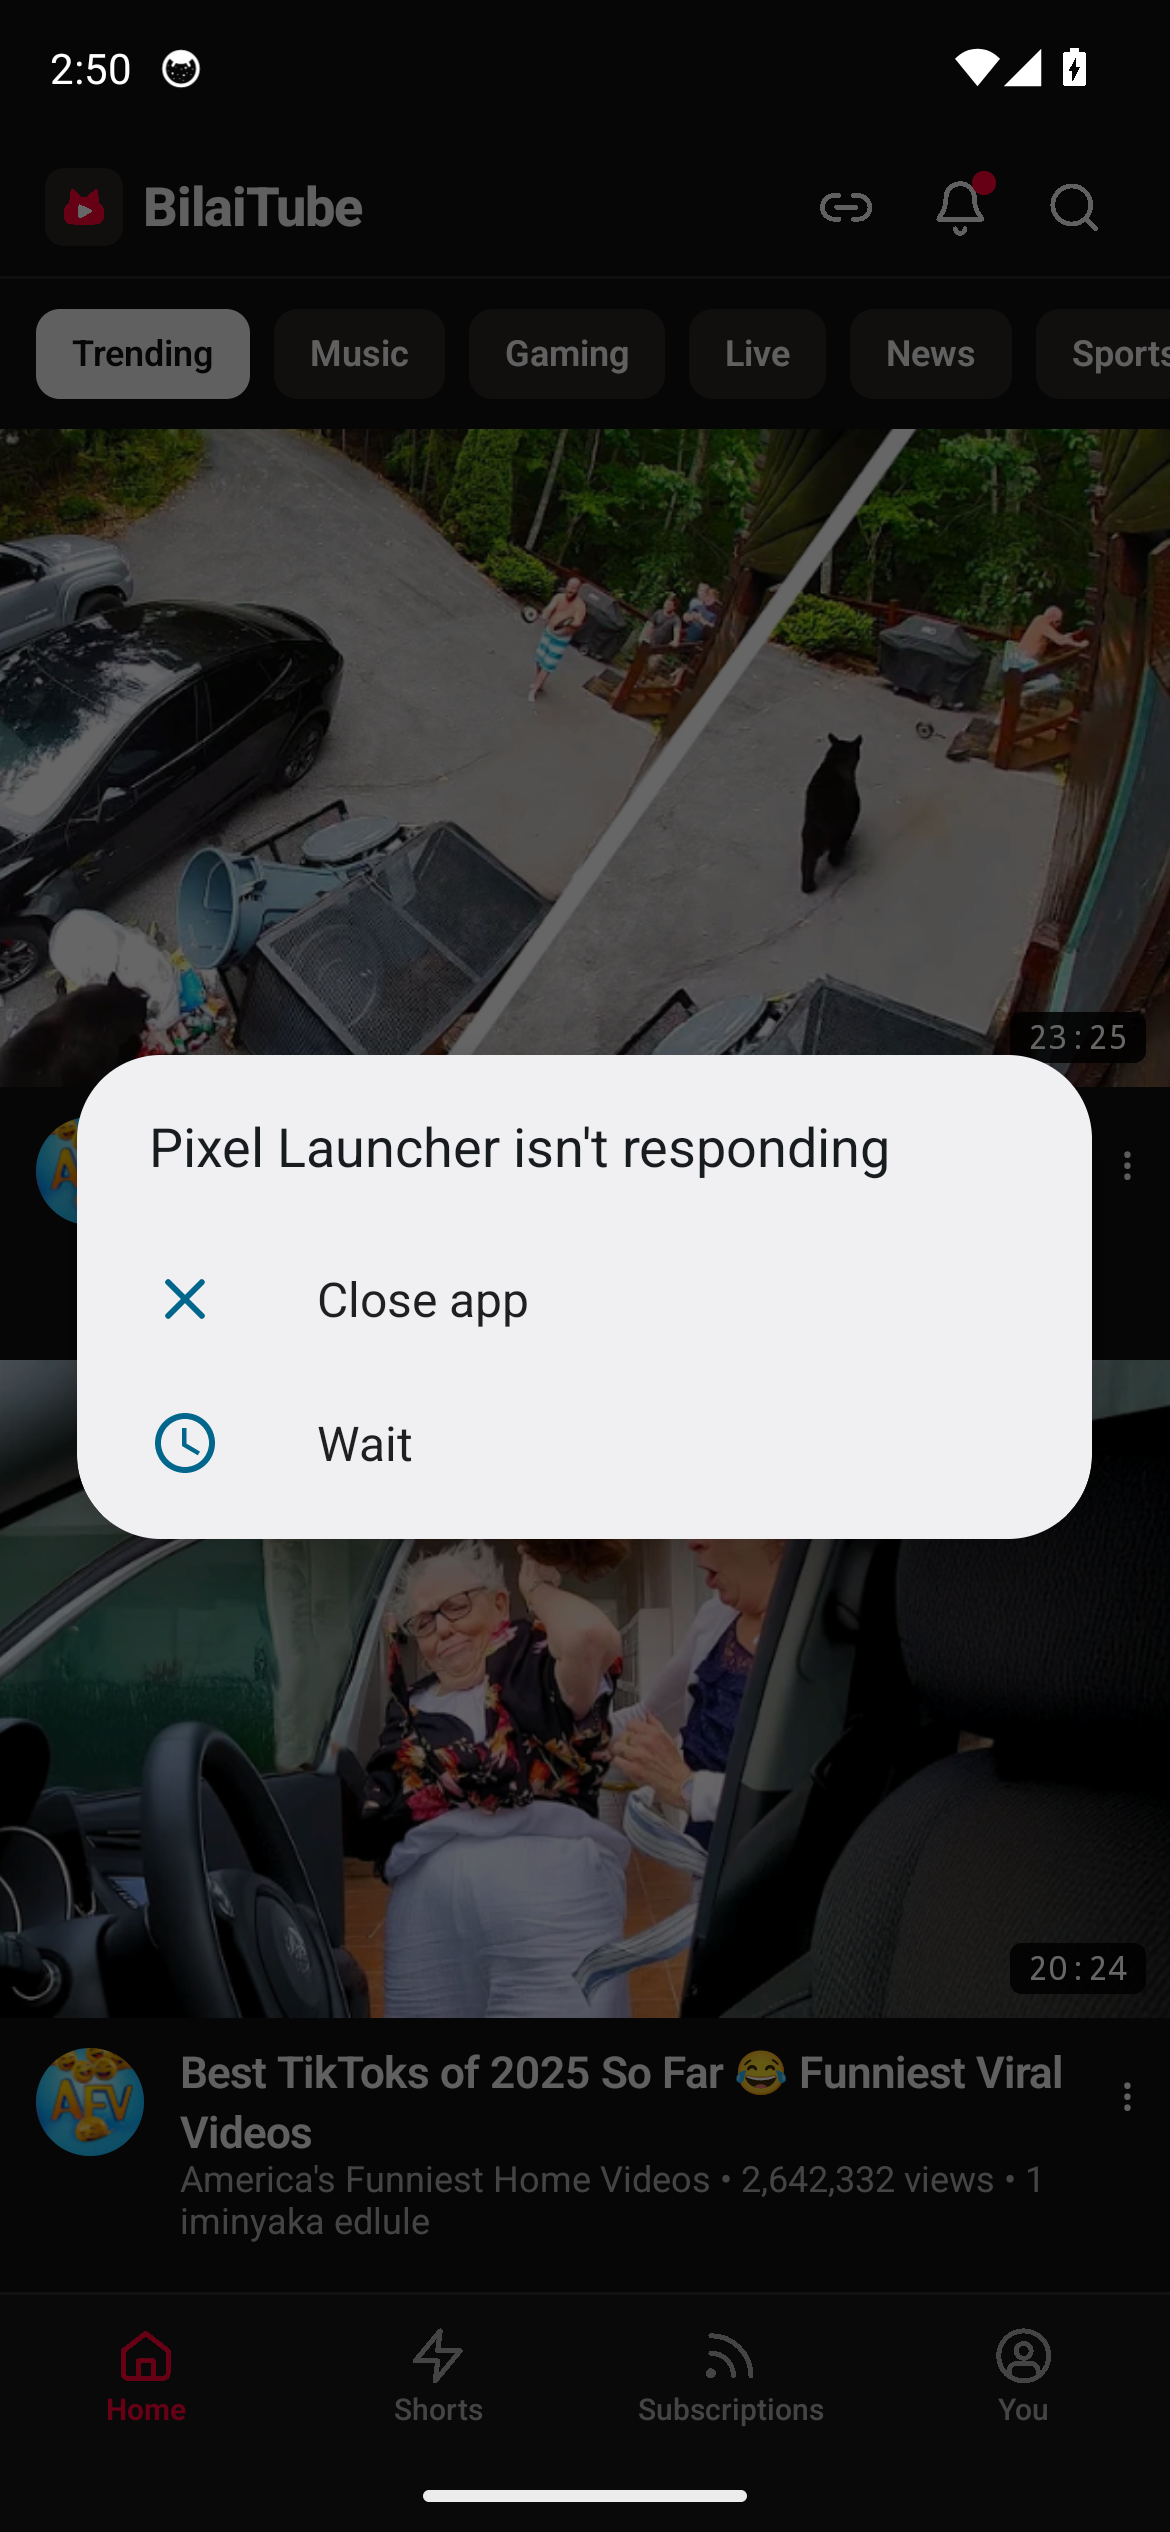 2:50
BilaiTube
Trending
Music
Gaming
Live
News
Sports
23:25
Pixel Launcher isn't responding
Close app
Wait
20:24
AFV
Best TikToks of 2025 So Far 😂 Funniest Viral
Videos
America's Funniest Home Videos • 2,642,332 views • 1
iminyaka edlule
Home
Shorts
Subscriptions
You